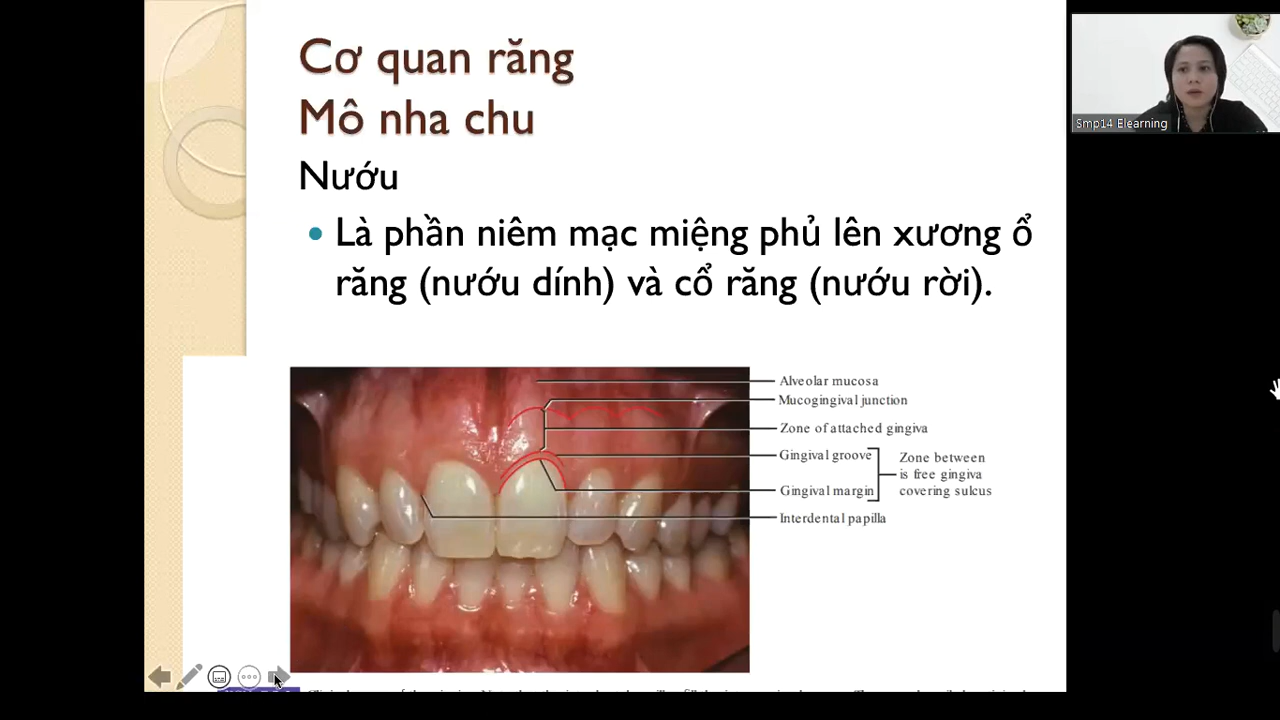 Cơ quan răng
Mô nha chu
Nướu
Là phần niêm mạc miệng phủ lên xương ổ
răng (nướu dính) và cổ răng (nướu rời).
Alveolar mucosa
Mucogingival junction
Zone of attached gingiva
Gingival groove
Gingival margin
Zone between
is free gingiva
covering sulcus
Interdental papilla
Smp14 Elearning